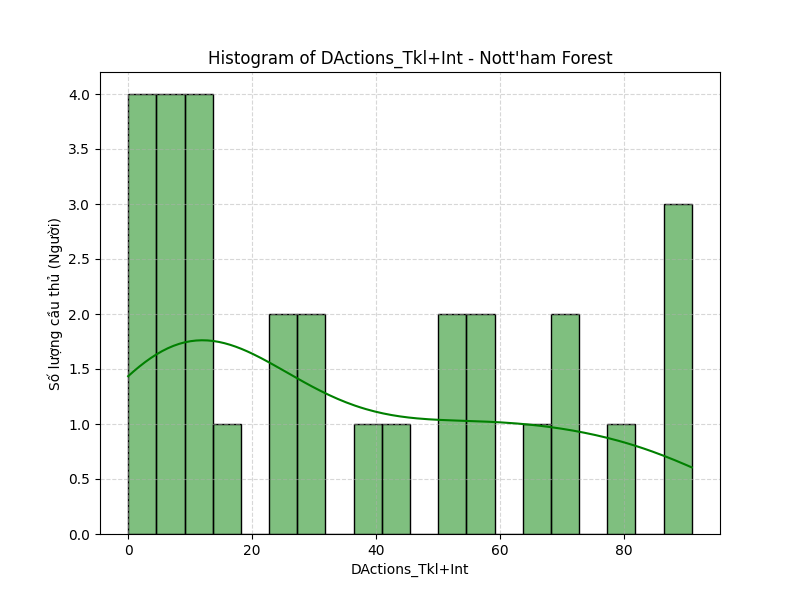 Histogram of DActions_Tkl+Int - Nott'ham Forest
4.0
3.5
3.0
2.5
2.0
1.5
1.0
0.5
0.0
Số lượng cầu thủ (Người)
0 20 40 60 80
DActions_Tkl+Int